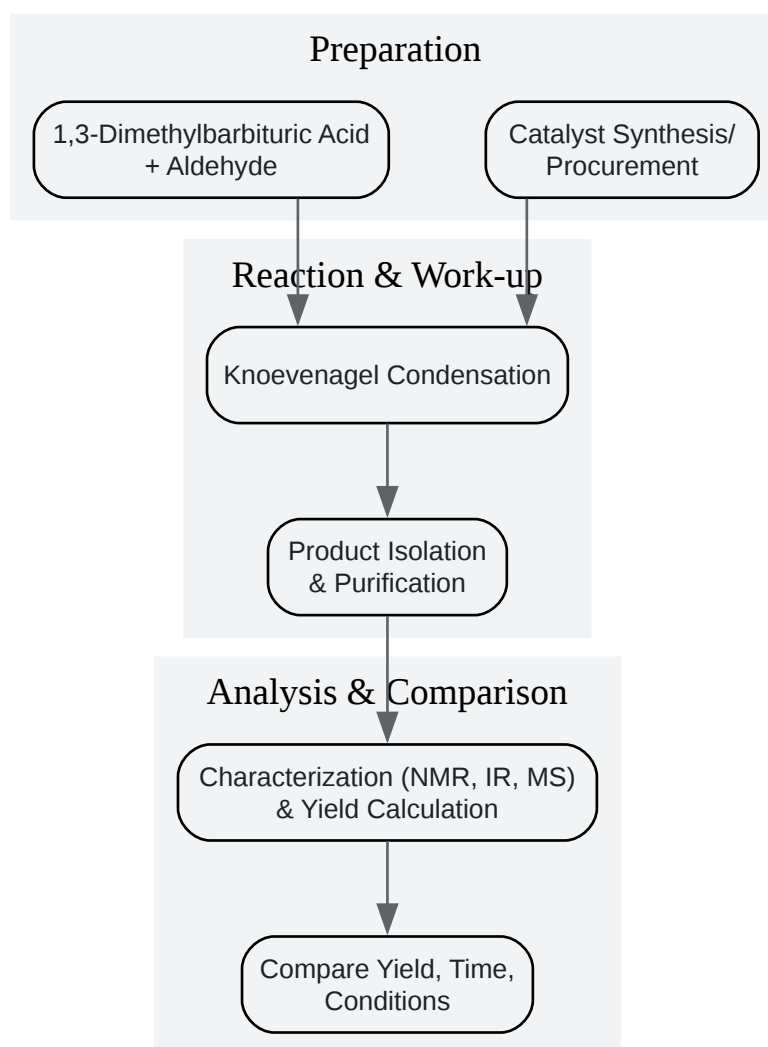 Preparation
1,3-Dimethylbarbituric Acid
+ Aldehyde
Catalyst Synthesis/
Procurement
Reaction & Work-up
Knoevenagel Condensation
Product Isolation
& Purification
Analysis & Comparison
Characterization (NMR, IR, MS)
& Yield Calculation
Compare Yield, Time,
Conditions